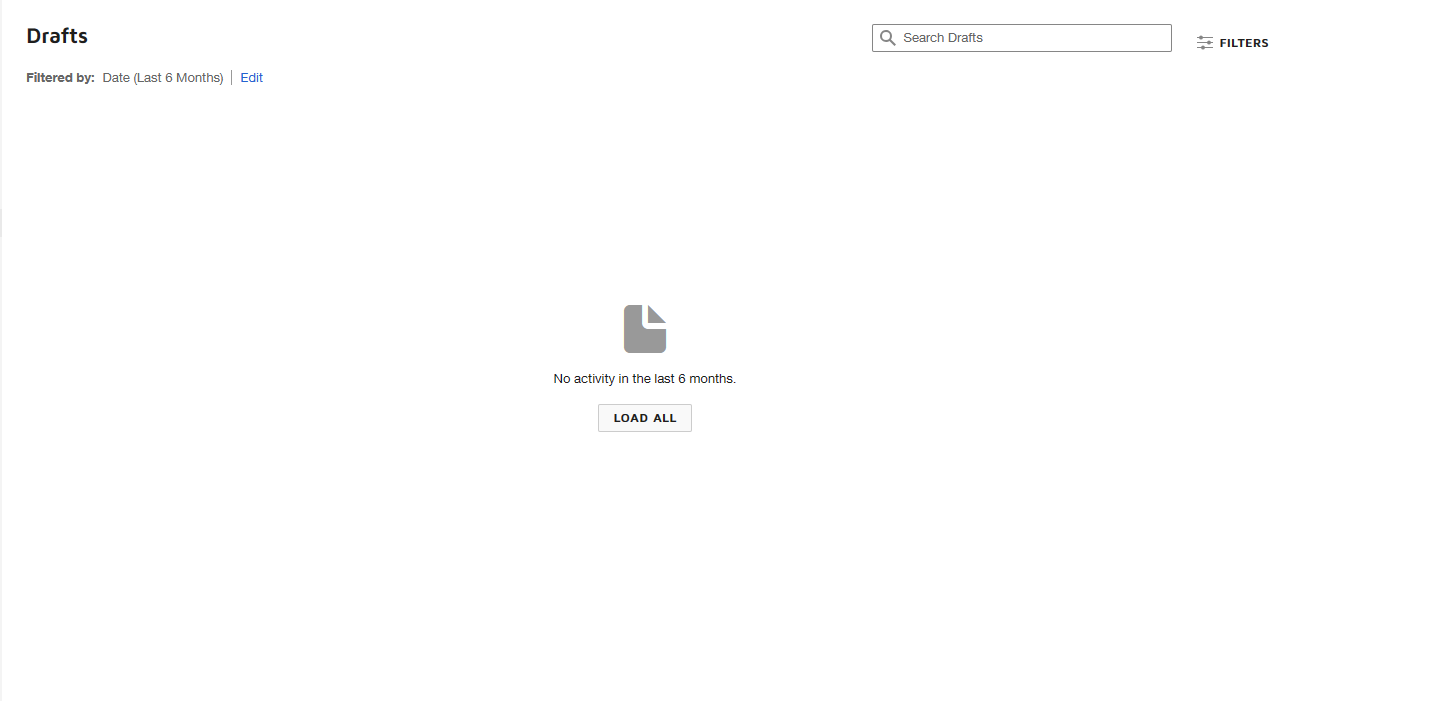 Drafts
Search Drafts
FILTERS
Filtered by: Date (Last 6 Months) Edit
No activity in the last 6 months.
LOAD ALL